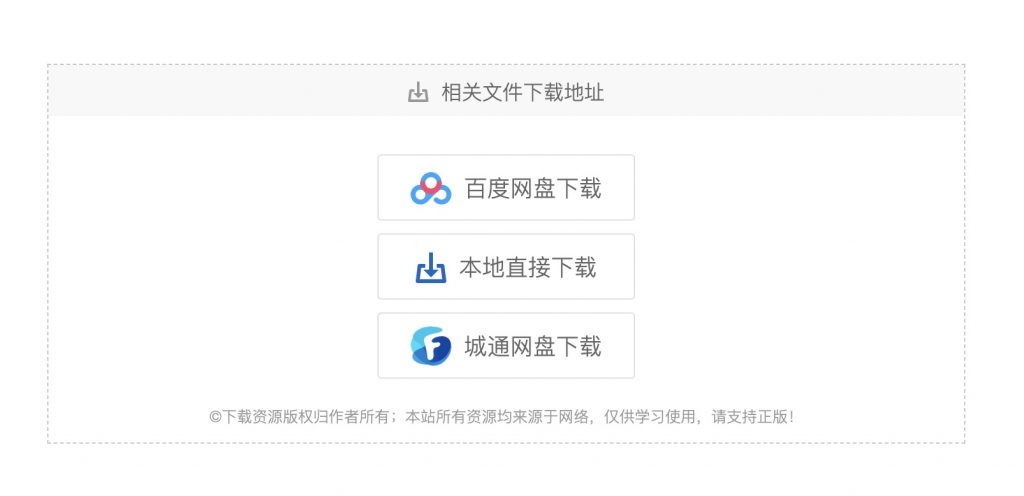 相关文件下载地址
百度网盘下载
本地直接下载
城通网盘下载
©下载资源版权归作者所有；本站所有资源均来源于网络，仅供学习使用，请支持正版！